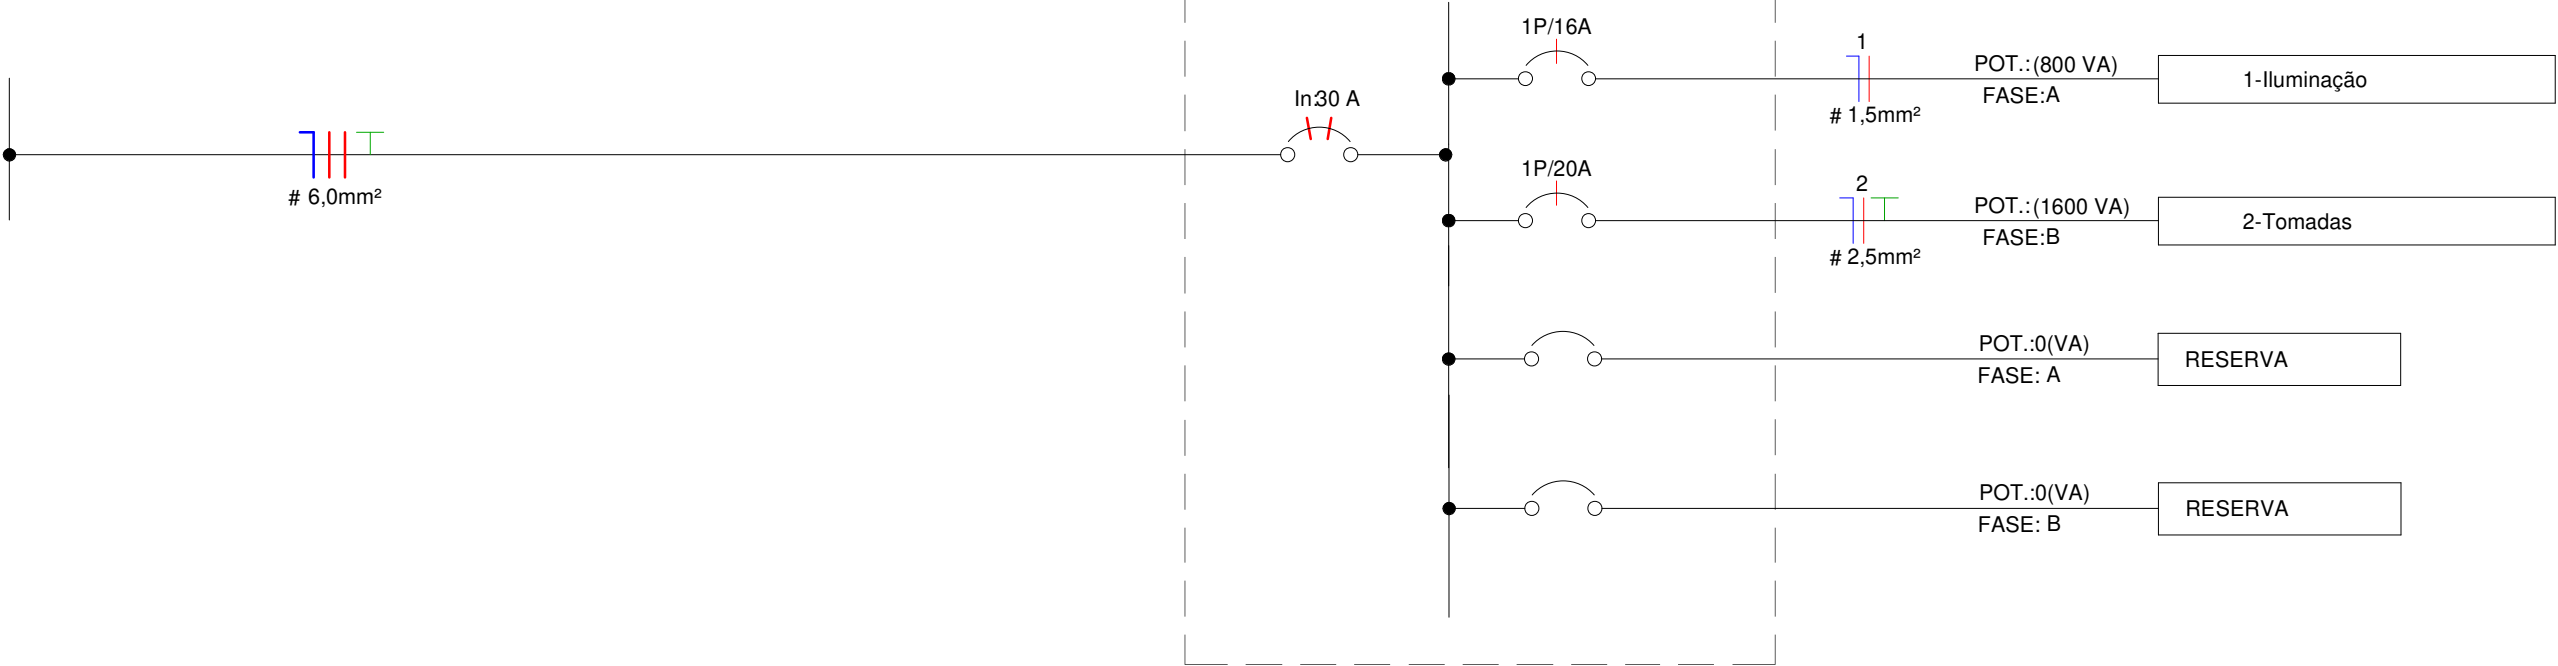 1P/16A
1
POT.:(800 VA)
1-Iluminação
FASE:A
In:30 A
# 1,5mm²
1P/20A
2
# 6,0mm²
POT.:(1600 VA)
2-Tomadas
FASE:B
# 2,5mm²
POT.:0(VA)
RESERVA
FASE: A
POT.:0(VA)
RESERVA
FASE: B